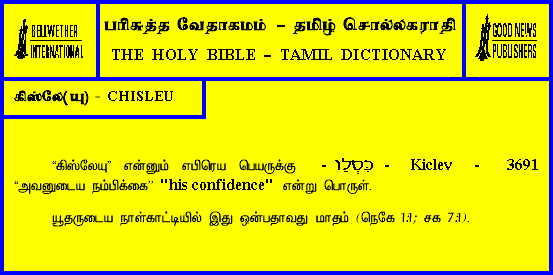 BELLWETHER
INTERNATIONAL
பரிசுத்த வேதாகமம் – தமிழ் சொல்லகராதி
THE HOLY BIBLE – TAMIL DICTIONARY
GOOD NEWS
PUBLISHERS
கிஸ்லே(யு) - CHISLEU
“கிஸ்லேயு” என்னும் எபிரெய பெயருக்கு - כִּסְלֵו - Kiclev - 3691
“அவனுடைய நம்பிக்கை” "his confidence" என்று பொருள்.
யூதருடைய நாள்காட்டியில் இது ஒன்பதாவது மாதம் (நெகே 1:1; சக 7:1).